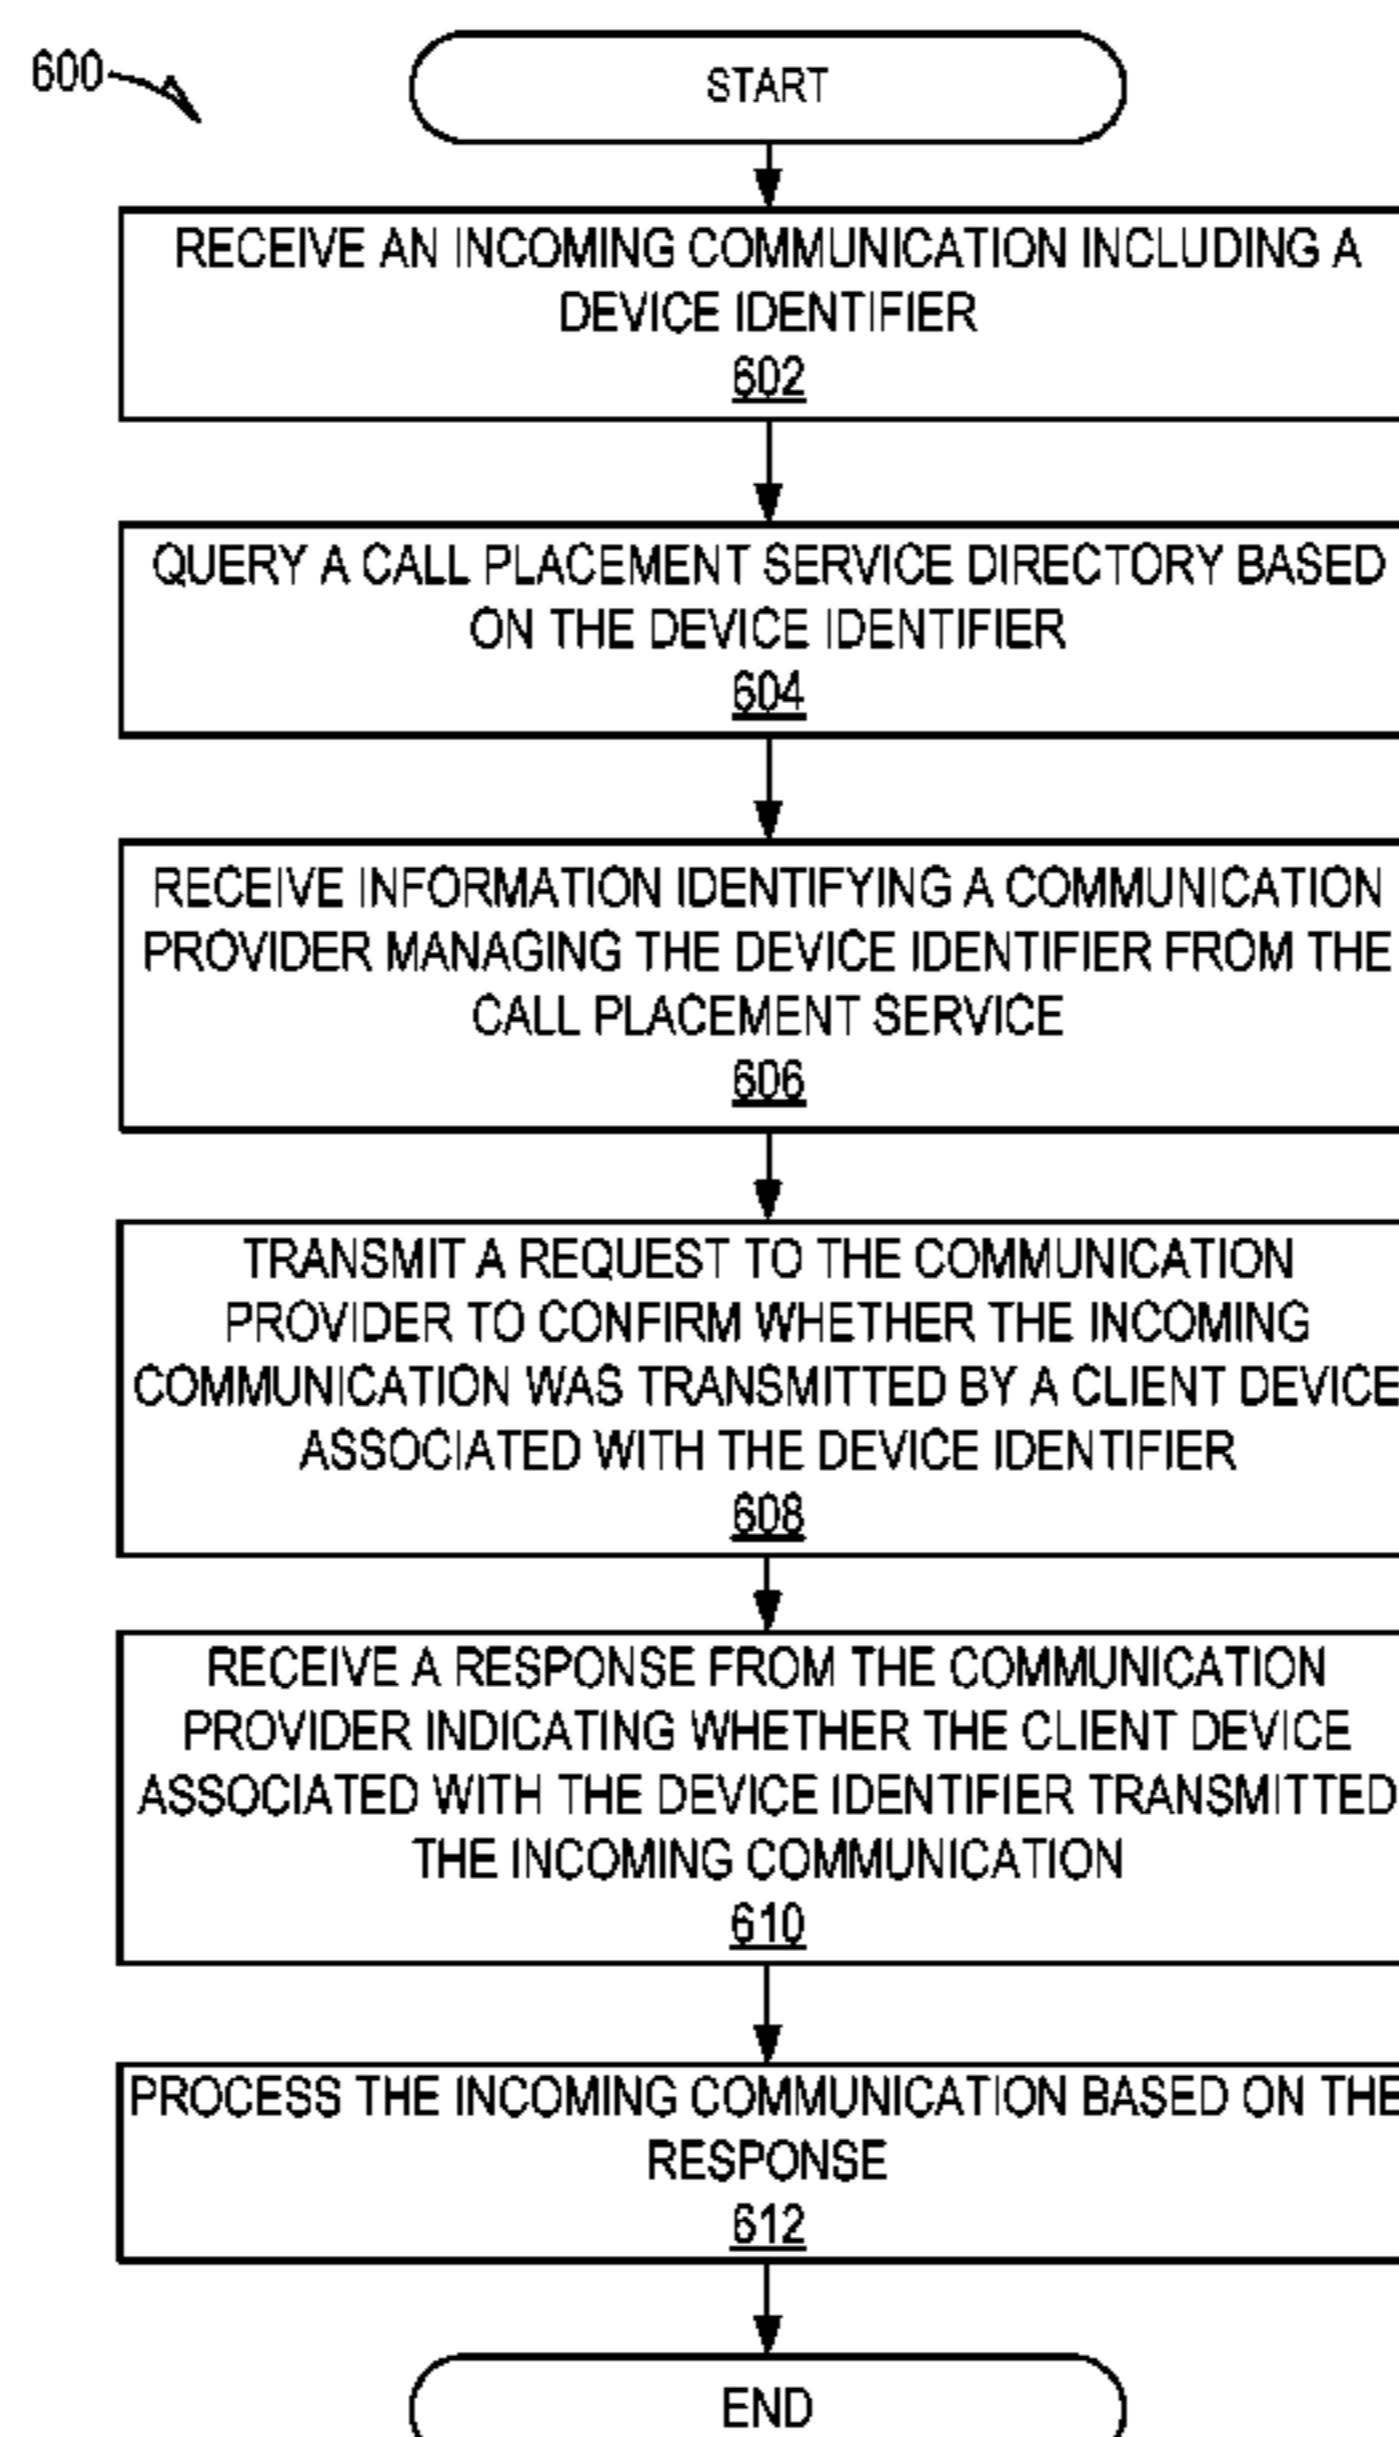 600
START
RECEIVE AN INCOMING COMMUNICATION INCLUDING A
DEVICE IDENTIFIER
602
QUERY A CALL PLACEMENT SERVICE DIRECTORY BASED
ON THE DEVICE IDENTIFIER
604
RECEIVE INFORMATION IDENTIFYING A COMMUNICATION
PROVIDER MANAGING THE DEVICE IDENTIFIER FROM THE
CALL PLACEMENT SERVICE
606
TRANSMIT A REQUEST TO THE COMMUNICATION
PROVIDER TO CONFIRM WHETHER THE INCOMING
COMMUNICATION WAS TRANSMITTED BY A CLIENT DEVICE
ASSOCIATED WITH THE DEVICE IDENTIFIER
608
RECEIVE A RESPONSE FROM THE COMMUNICATION
PROVIDER INDICATING WHETHER THE CLIENT DEVICE
ASSOCIATED WITH THE DEVICE IDENTIFIER TRANSMITTED
THE INCOMING COMMUNICATION
610
PROCESS THE INCOMING COMMUNICATION BASED ON THE
RESPONSE
612
END